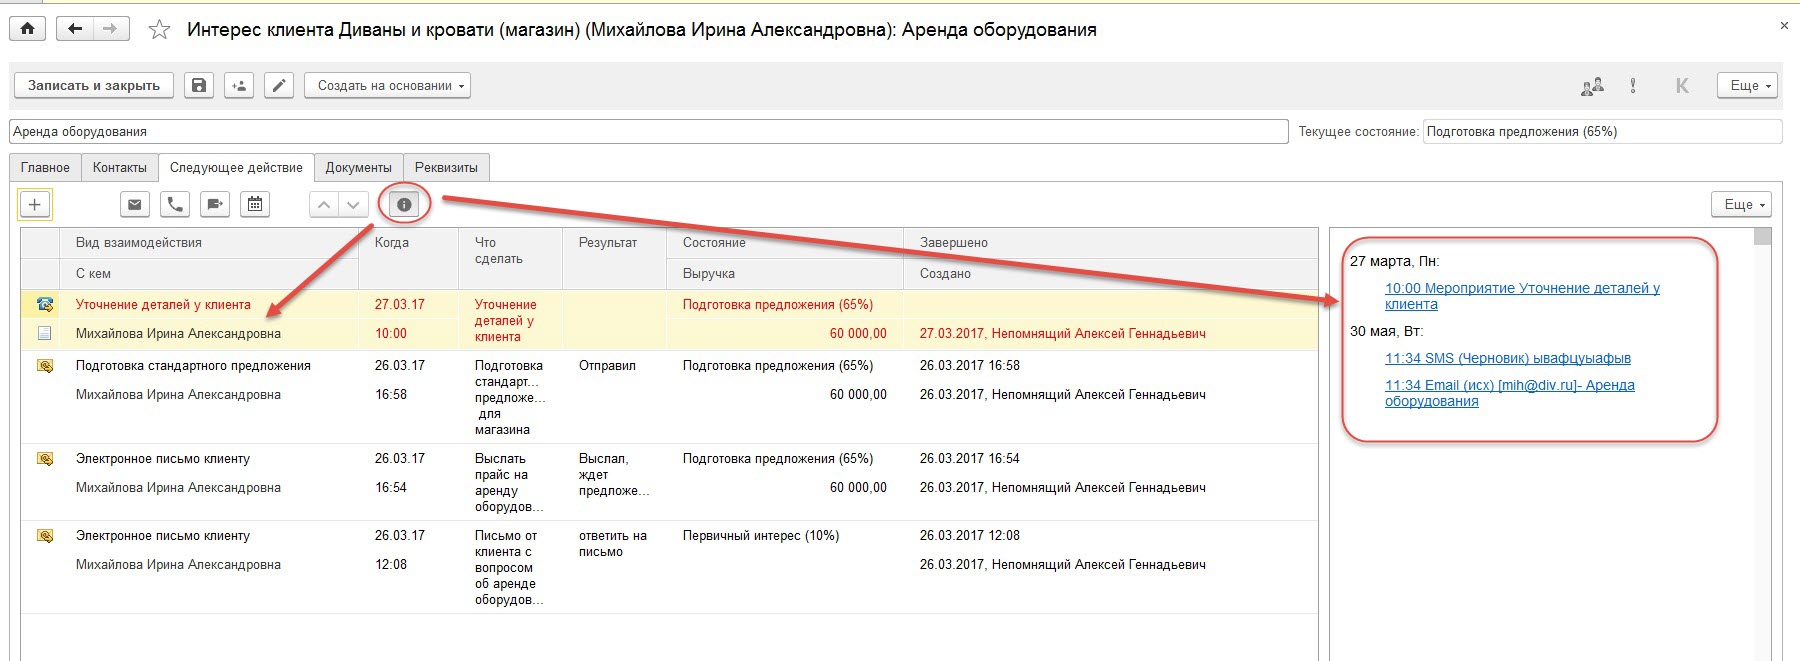 Интерес клиента Диваны и кровати (магазин) (Михайлова Ирина Александровна): Аренда оборудования
Записать и закрыть
Создать на основании
К
Еще
Аренда оборудования
Текущее состояние: Подготовка предложения (65%)
Главное Контакты Следующее действие Документы Реквизиты
Еще
Вид взаимодействия
С кем
Когда
Что
сделать
Результат
Состояние
Выручка
Завершено
Создано
Уточнение деталей у клиента
Михайлова Ирина Александровна
27.03.17
10:00
Уточнение
деталей у
клиента
Подготовка предложения (65%)
60 000,00
27.03.2017, Непомнящий Алексей Геннадьевич
Подготовка стандартного предложения
Михайлова Ирина Александровна
26.03.17
16:58
Подготовка
стандарт...
предложе...
для
магазина
Отправил
Подготовка предложения (65%)
60 000,00
26.03.2017 16:58
26.03.2017, Непомнящий Алексей Геннадьевич
Электронное письмо клиенту
Михайлова Ирина Александровна
26.03.17
16:54
Выслать
прайс на
аренду
оборудов...
Выслал,
ждет
предложе...
Подготовка предложения (65%)
60 000,00
26.03.2017 16:54
26.03.2017, Непомнящий Алексей Геннадьевич
Электронное письмо клиенту
Михайлова Ирина Александровна
26.03.17
12:08
Письмо от
клиента с
вопросом
об аренде
оборудов...
ответить на
письмо
Первичный интерес (10%)
26.03.2017 12:08
26.03.2017, Непомнящий Алексей Геннадьевич
27 марта, Пн:
10:00 Мероприятие Уточнение деталей у
клиента
30 мая, Вт:
11:34 SMS (Черновик) ывафцуыафыв
11:34 Email (исх) [mih@div.ru]- Аренда
оборудования